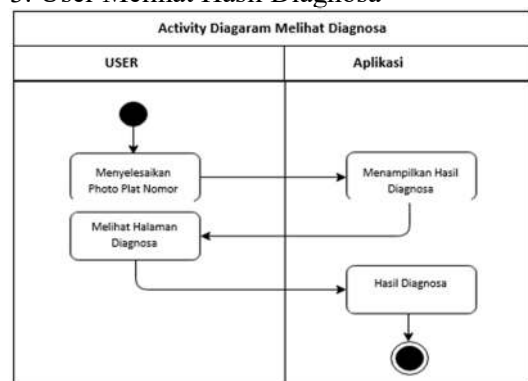 3. User Melihat Hasil Diagnosa
Activity Diagaram Melihat Diagnosa
USER
Aplikasi
Menyelesaikan
Photo Plat Nomor
Menampilkan Hasil
Diagnosa
Melihat Halaman
Diagnosa
Hasil Diagnosa